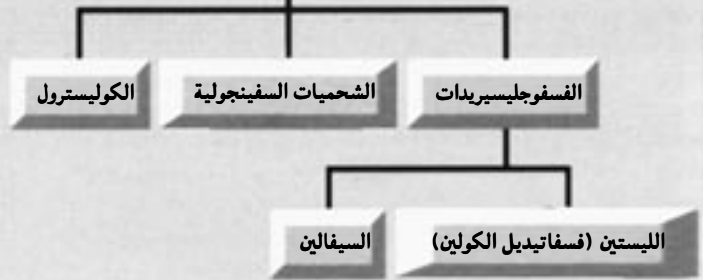 الفسفوجليسيريدات
الشحميات السفينجولية
الكوليسترول
الليستين (فسفاتيديل الكولين)
السيفالين